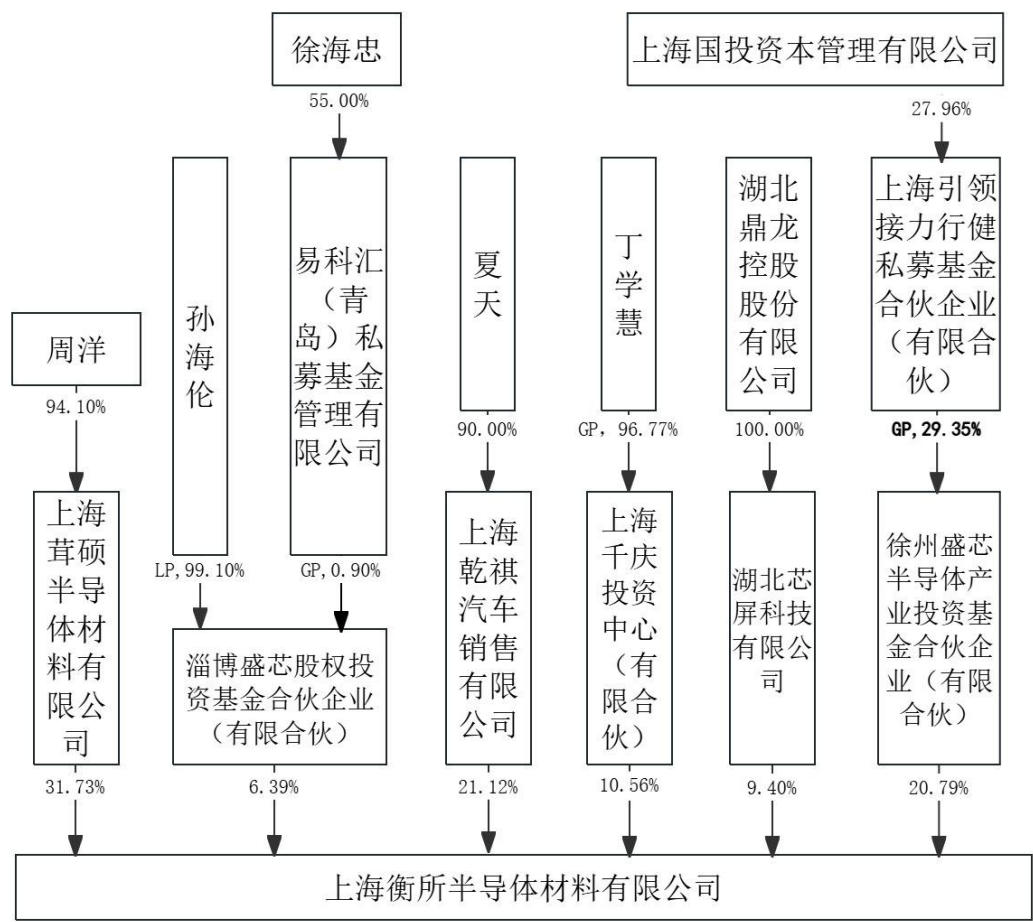 徐海忠
上海国投资本管理有限公司
55.00%
27.96%
孙
海
伦
易科汇
（青
岛）私
募基金
管理有
限公司
夏
天
丁
学
慧
湖北
鼎龙
控股
股份
有限
公司
上海引领
接力行健
私募基金
合伙企业
（有限合
伙）
周洋
94.10%
90.00%
GP, 96.77%
100.00%
GP,29.35%
LP,99.10%
GP,0.90%
上海
茸硕
半导
体材
料有
限公
司
淄博盛芯股权投
资基金合伙企业
（有限合伙）
上海
乾祺
汽车
销售
有限
公司
上海
千庆
投资
中心
（有
限合
伙）
湖北芯
屏科技
有限公
司
徐州盛芯
半导体产
业投资基
金合伙企
业（有限
合伙）
31.73%
6.39%
21.12%
10.56%
9.40%
20.79%
上海衡所半导体材料有限公司